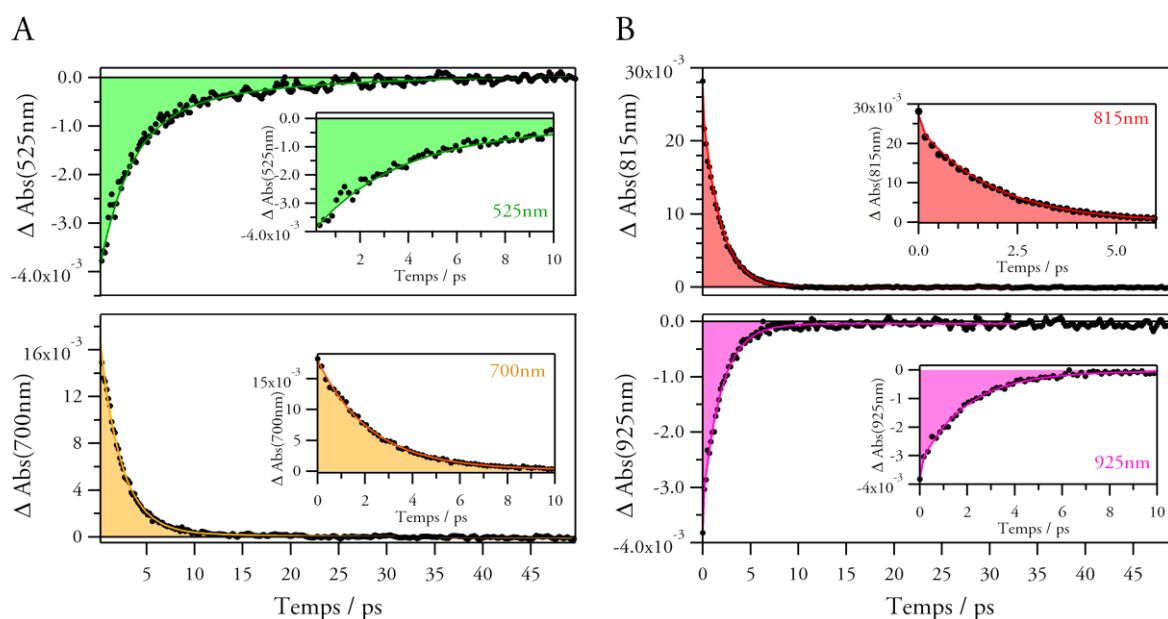 A
Δ Abs(525nm)
0.0
-1.0
-2.0
-3.0
-4.0x10⁻³
Δ Abs(525nm)
0.0
-1
-2
-3
-4.0x10⁻³
2 4 6 8 10
Temps / ps
525nm
Δ Abs(700nm)
16x10⁻³
12
8
4
0
Δ Abs(700nm)
15x10⁻³
10
5
0
0 2 4 6 8 10
Temps / ps
700nm
5 10 15 20 25 30 35 40 45
Temps / ps
B
Δ Abs(815nm)
30x10⁻³
20
10
0
Δ Abs(815nm)
30x10⁻³
20
10
0
0.0 2.5 5.0
Temps / ps
815nm
Δ Abs(925nm)
0.0
-1.0
-2.0
-3.0
-4.0x10⁻³
Δ Abs(925nm)
0
-1
-2
-3
-4x10⁻³
0 2 4 6 8 10
Temps / ps
925nm
0 5 10 15 20 25 30 35 40 45
Temps / ps